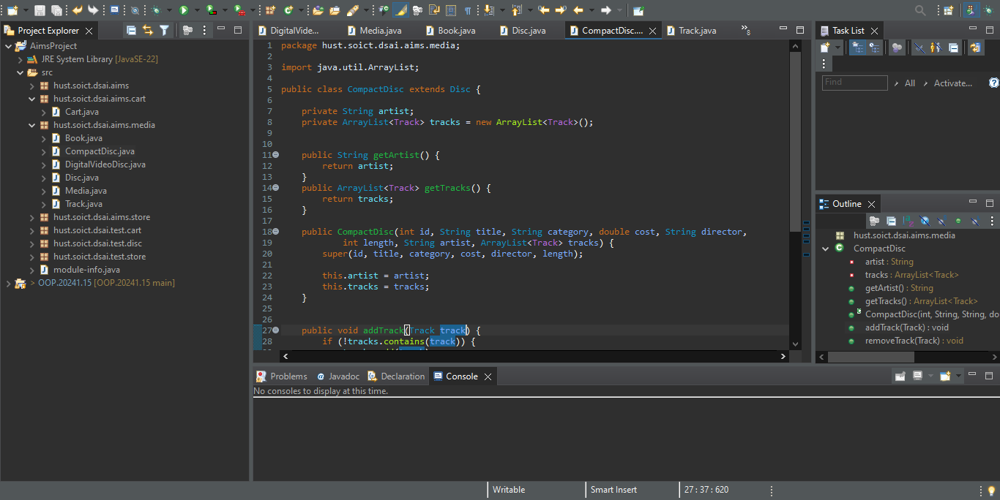 Project Explorer
AimsProject
JRE System Library [JavaSE-22]
src
hust.soict.dsai.aims
hust.soict.dsai.aims.cart
Cart.java
hust.soict.dsai.aims.media
Book.java
CompactDisc.java
DigitalVideoDisc.java
Disc.java
Media.java
Track.java
hust.soict.dsai.aims.store
hust.soict.dsai.test.cart
hust.soict.dsai.test.disc
hust.soict.dsai.test.store
module-info.java
> OOP.20241.15 [OOP.20241.15 main]
DigitalVide... Media.java Book.java Disc.java CompactDisc.... Track.java »8
1 package hust.soict.dsai.aims.media;
2
3 import java.util.ArrayList;
4
5 public class CompactDisc extends Disc {
6
7 private String artist;
8 private ArrayList<Track> tracks = new ArrayList<Track>();
9
10
11 public String getArtist() {
12 return artist;
13 }
14 public ArrayList<Track> getTracks() {
15 return tracks;
16 }
17
18 public CompactDisc(int id, String title, String category, double cost, String director,
19 int length, String artist, ArrayList<Track> tracks) {
20 super(id, title, category, cost, director, length);
21
22 this.artist = artist;
23 this.tracks = tracks;
24 }
25
26
27 public void addTrack(Track track) {
28 if (!tracks.contains(track)) {
Task List
Find
All
Activate...
Outline
hust.soict.dsai.aims.media
CompactDisc
artist : String
tracks : ArrayList<Track>
getArtist() : String
getTracks() : ArrayList<Track>
CompactDisc(int, String, String, do
addTrack(Track) : void
removeTrack(Track) : void
Problems @ Javadoc Declaration Console
No consoles to display at this time.
Writable Smart Insert 27 : 37 : 620